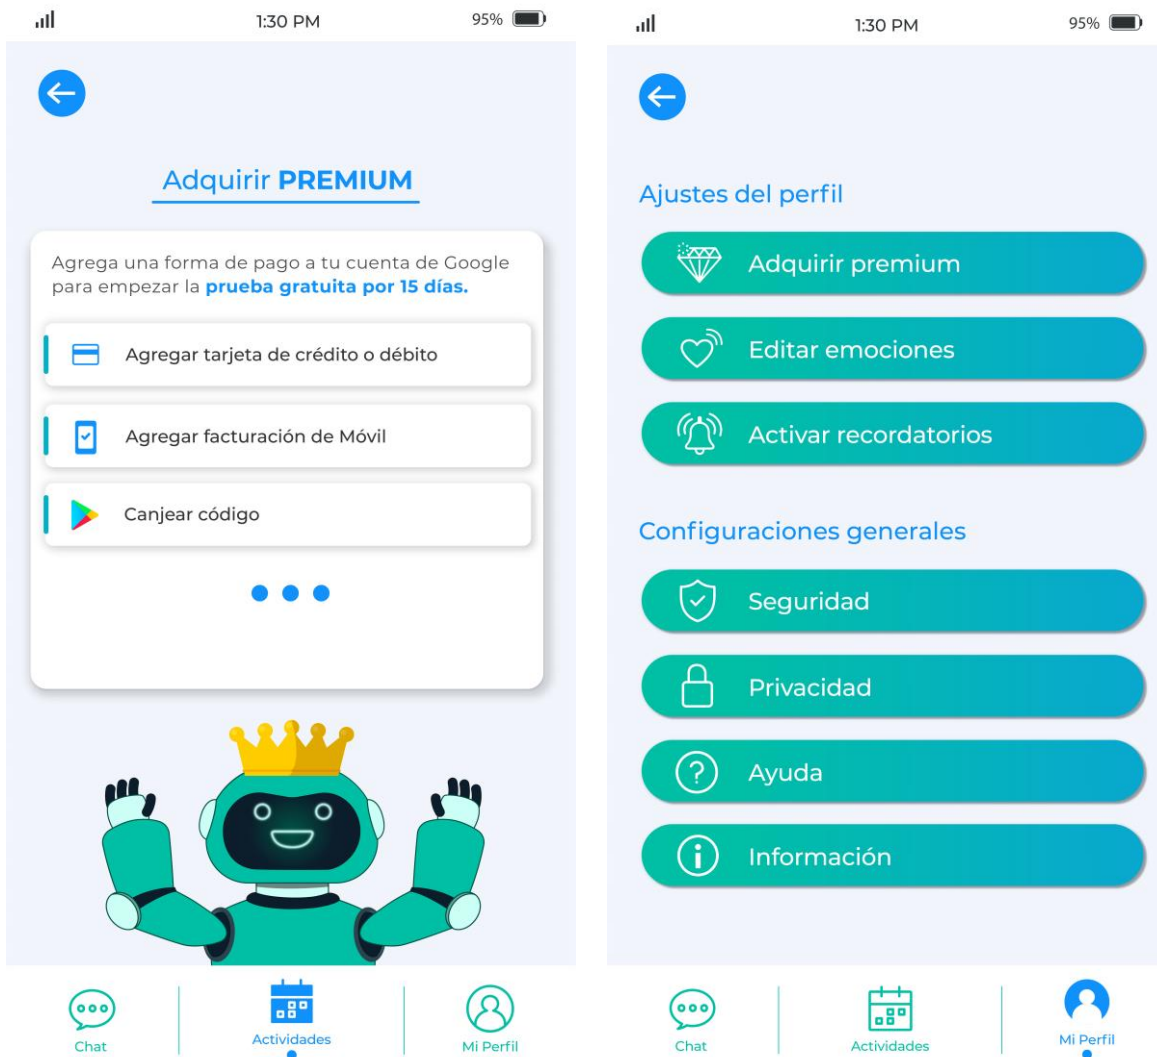 1:30 PM
95%
Adquirir PREMIUM
Agrega una forma de pago a tu cuenta de Google
para empezar la prueba gratuita por 15 días.
Agregar tarjeta de crédito o débito
Agregar facturación de Móvil
Canjear código
Chat
Actividades
Mi Perfil
1:30 PM
95%
Ajustes del perfil
Adquirir premium
Editar emociones
Activar recordatorios
Configuraciones generales
Seguridad
Privacidad
Ayuda
Información
Chat
Actividades
Mi Perfil